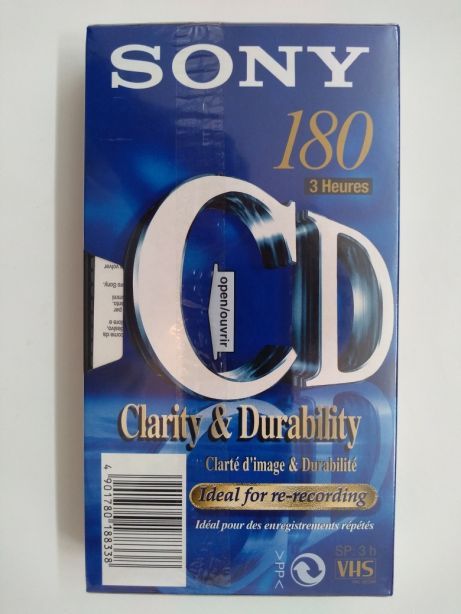 SONY
180
3 Heures
CD
open/ouvrir
Clarity & Durability
Clarté d'image & Durabilité
Ideal for re-recording
Idéal pour des enregistrements répétés
4 901780 188338
>PP<
SP: 3 h
VHS